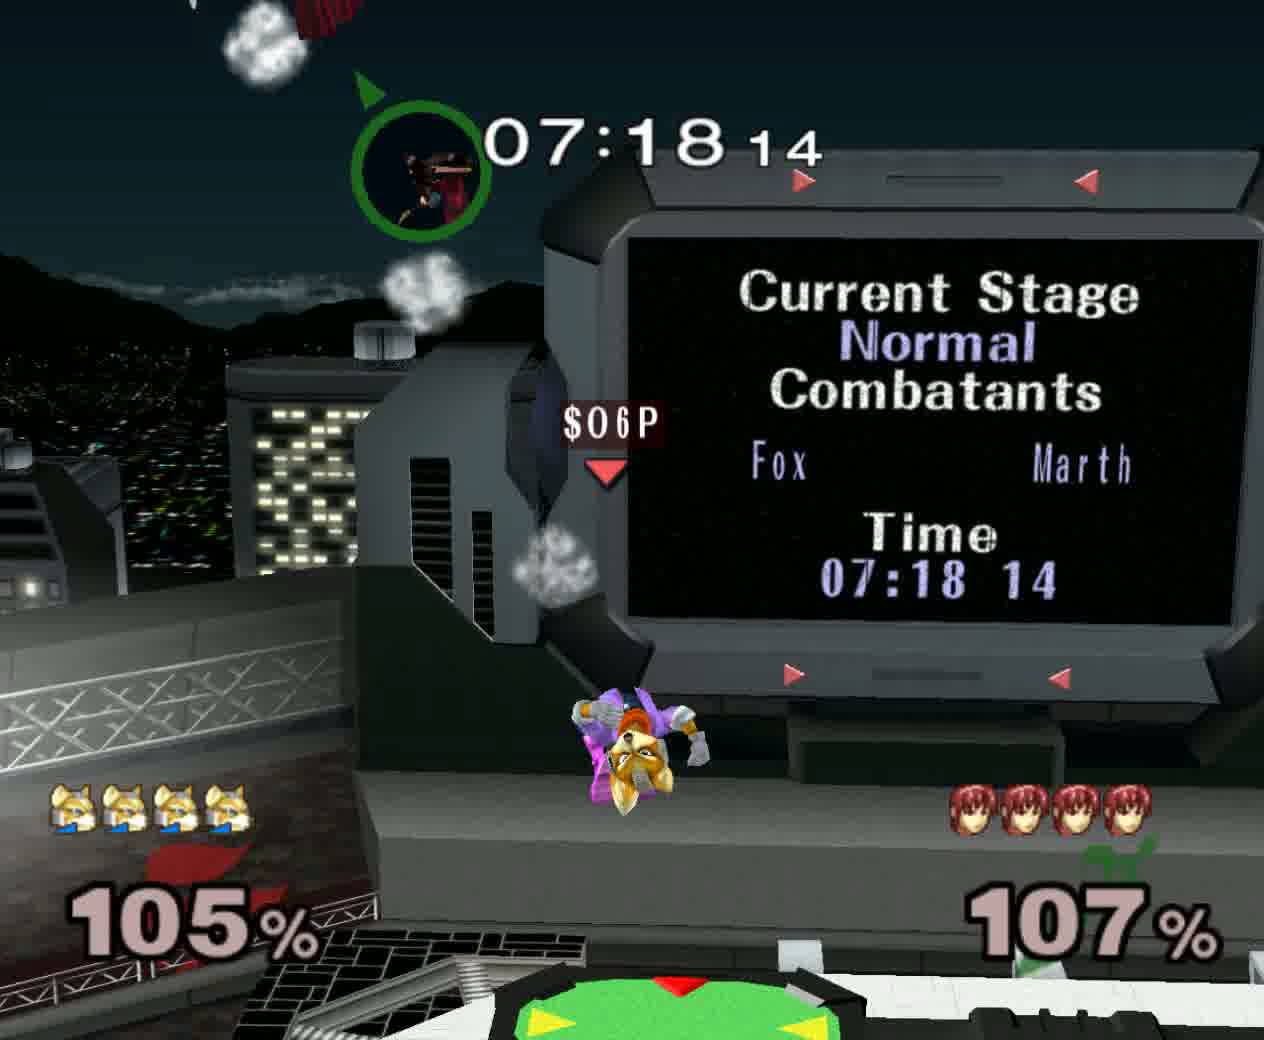 07:18 14
Current Stage
Normal
Combatants
$06P
Fox Marth
Time
07:18 14
105%
107%